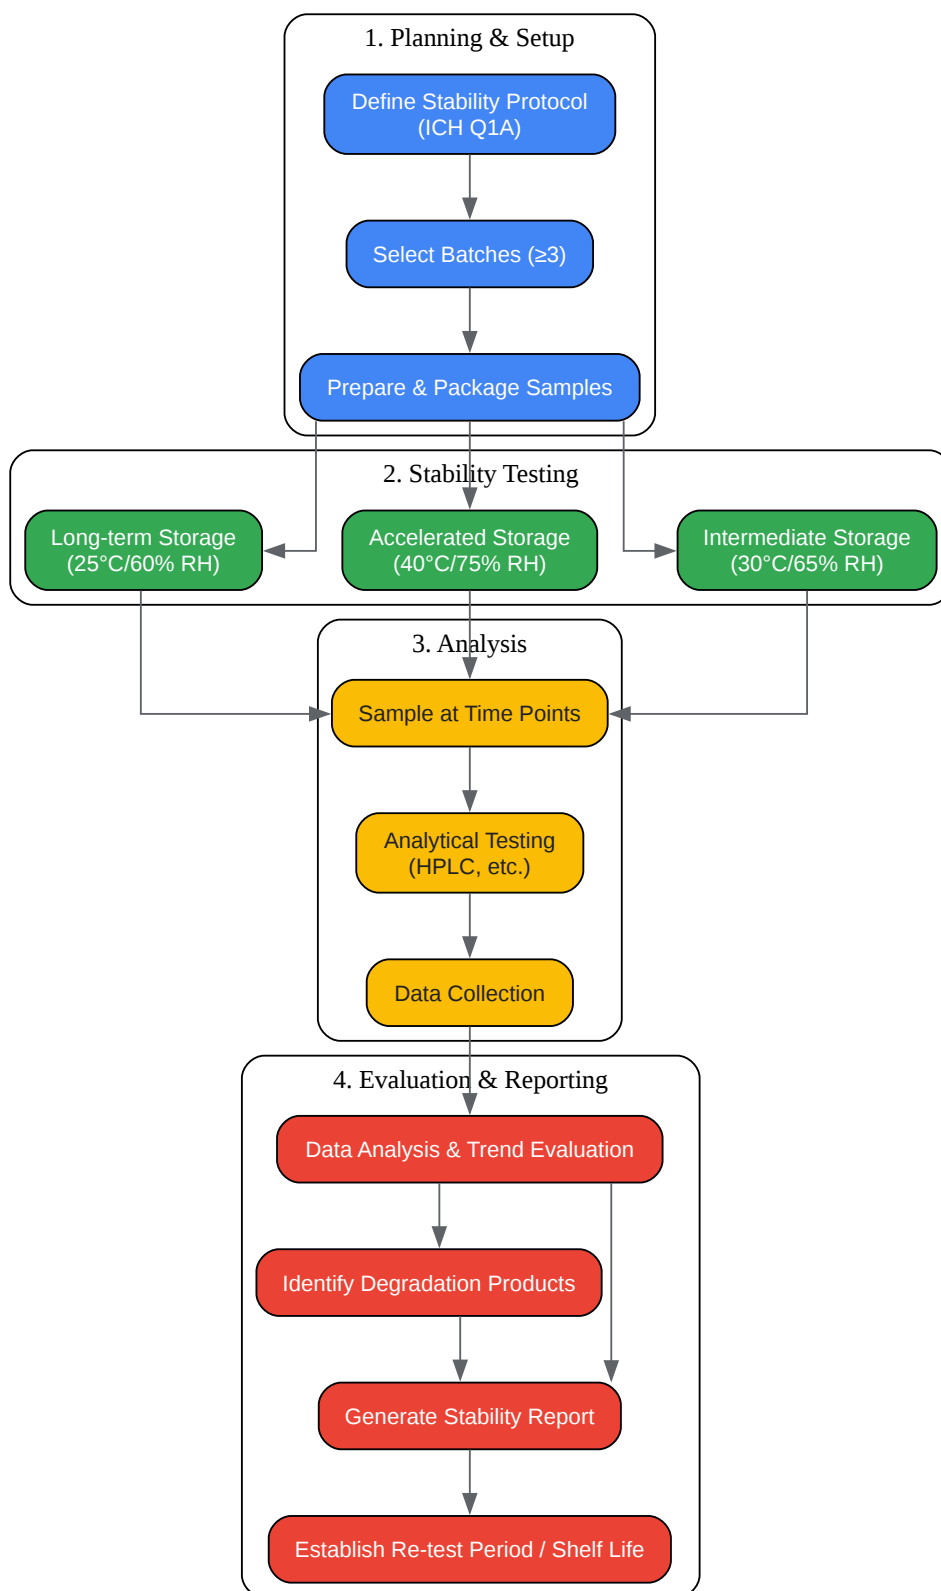 1. Planning & Setup
Define Stability Protocol
(ICH Q1A)
Select Batches (≥3)
Prepare & Package Samples
2. Stability Testing
Long-term Storage
(25°C/60% RH)
Accelerated Storage
(40°C/75% RH)
Intermediate Storage
(30°C/65% RH)
3. Analysis
Sample at Time Points
Analytical Testing
(HPLC, etc.)
Data Collection
4. Evaluation & Reporting
Data Analysis & Trend Evaluation
Identify Degradation Products
Generate Stability Report
Establish Re-test Period / Shelf Life